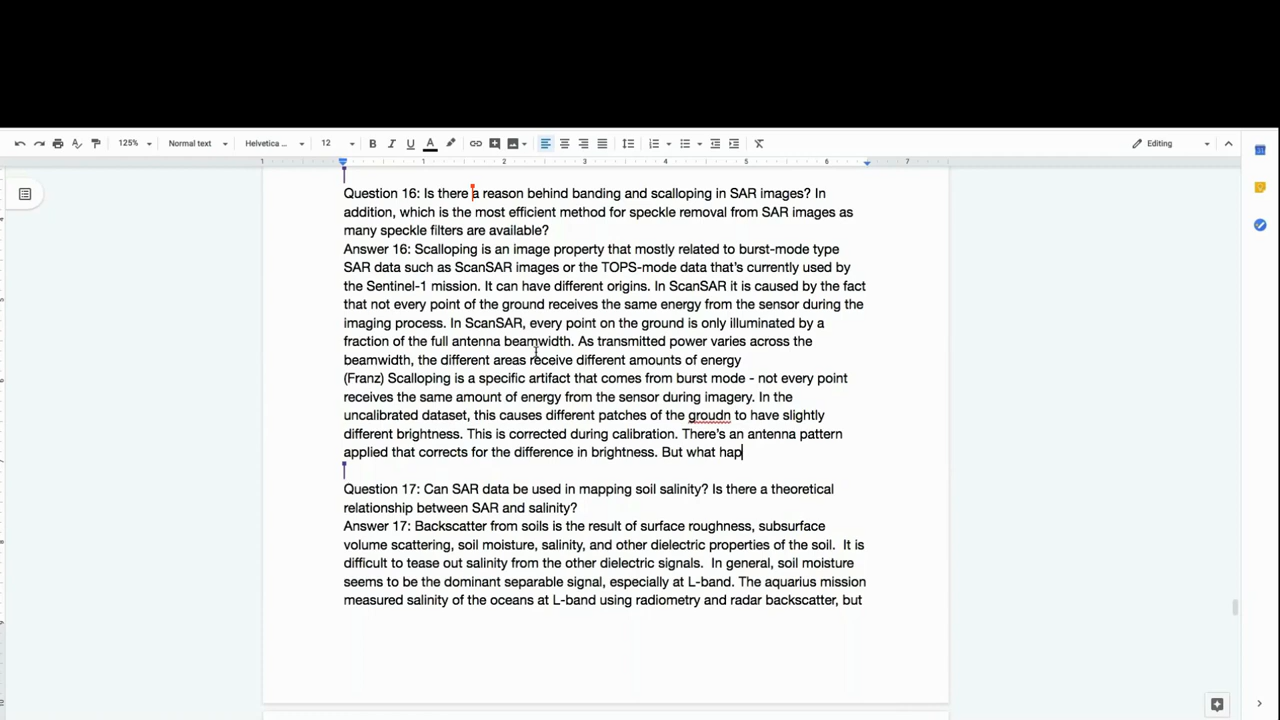 125%
Normal text
Helvetica ...
12
Editing
1 1 2 3 4 5 6 7
Question 16: Is there a reason behind banding and scalloping in SAR images? In
addition, which is the most efficient method for speckle removal from SAR images as
many speckle filters are available?
Answer 16: Scalloping is an image property that mostly related to burst-mode type
SAR data such as ScanSAR images or the TOPS-mode data that's currently used by
the Sentinel-1 mission. It can have different origins. In ScanSAR it is caused by the fact
that not every point of the ground receives the same energy from the sensor during the
imaging process. In ScanSAR, every point on the ground is only illuminated by a
fraction of the full antenna beamwidth. As transmitted power varies across the
beamwidth, the different areas receive different amounts of energy
(Franz) Scalloping is a specific artifact that comes from burst mode - not every point
receives the same amount of energy from the sensor during imagery. In the
uncalibrated dataset, this causes different patches of the groudn to have slightly
different brightness. This is corrected during calibration. There's an antenna pattern
applied that corrects for the difference in brightness. But what hap
Question 17: Can SAR data be used in mapping soil salinity? Is there a theoretical
relationship between SAR and salinity?
Answer 17: Backscatter from soils is the result of surface roughness, subsurface
volume scattering, soil moisture, salinity, and other dielectric properties of the soil.  It is
difficult to tease out salinity from the other dielectric signals.  In general, soil moisture
seems to be the dominant separable signal, especially at L-band. The aquarius mission
measured salinity of the oceans at L-band using radiometry and radar backscatter, but